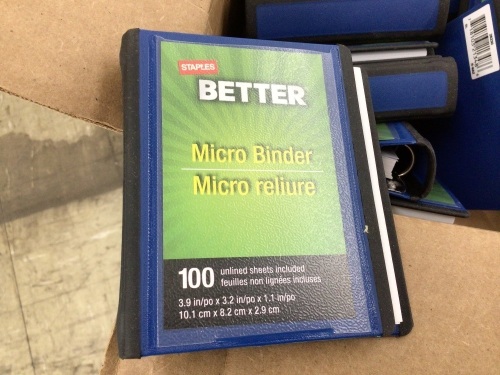 STAPLES
BETTER
Micro Binder
Micro reliure
100 unlined sheets included
feuilles non lignées incluses
3.9 in/po x 3.2 in/po x 1.1 in/po
10.1 cm x 8.2 cm x 2.9 cm